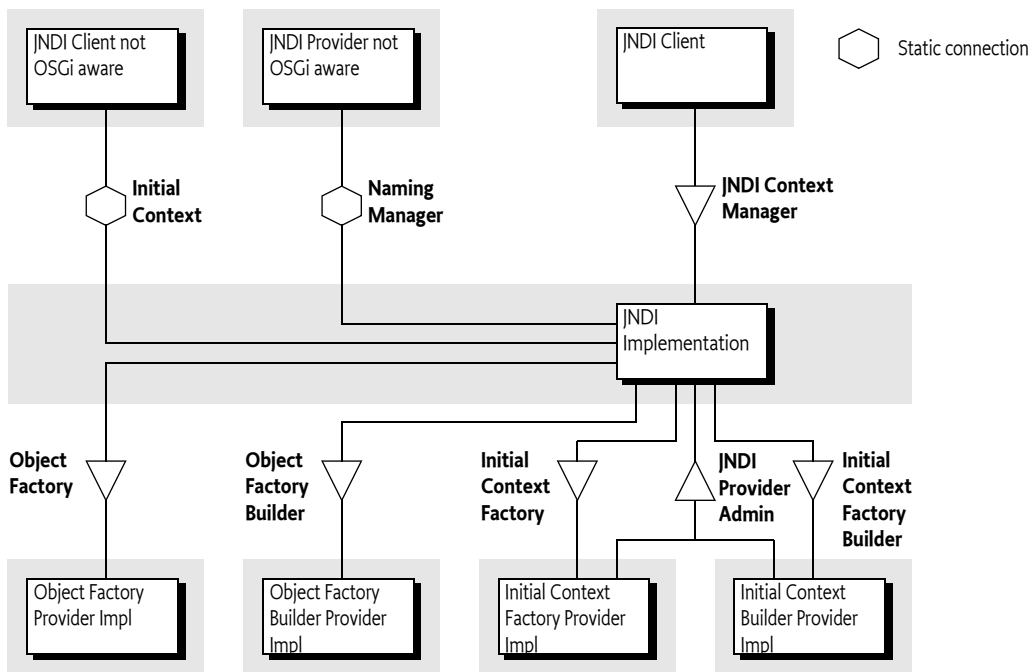 JNDI Client not
OSGi aware
JNDI Provider not
OSGi aware
JNDI Client
Static connection
Initial
Context
Naming
Manager
JNDI Context
Manager
JNDI
Implementation
Object
Factory
Object
Factory
Builder
Initial
Context
Factory
JNDI
Provider
Admin
Initial
Context
Factory
Builder
Object Factory
Provider Impl
Object Factory
Builder Provider
Impl
Initial Context
Factory Provider
Impl
Initial Context
Builder Provider
Impl